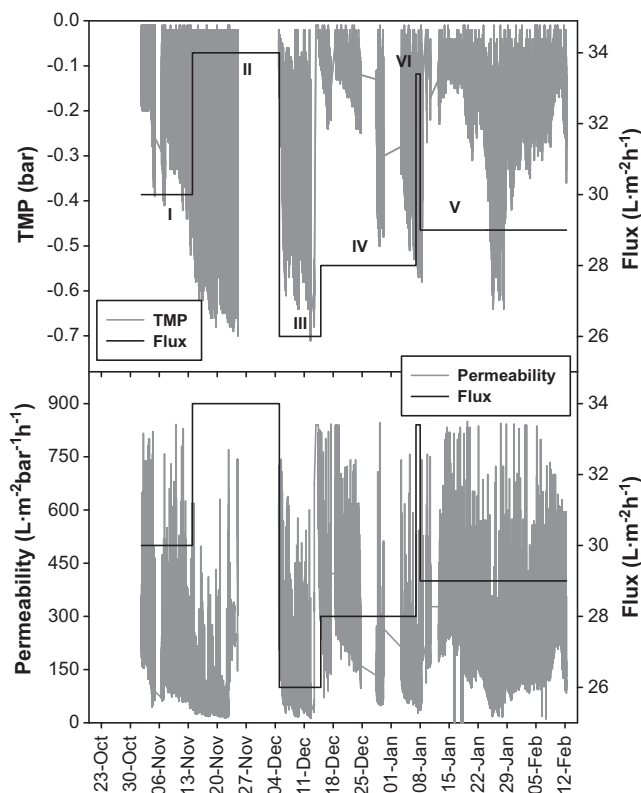 0.0
-0.1
-0.2
-0.3
-0.4
-0.5
-0.6
-0.7
TMP (bar)
34
32
30
28
26
Flux (L·m-2h-1)
I
II
III
IV
V
VI
TMP
Flux
900
750
600
450
300
150
0
Permeability (L·m-2bar-1h-1)
34
32
30
28
26
Flux (L·m-2h-1)
Permeability
Flux
23-Oct
30-Oct
06-Nov
13-Nov
20-Nov
27-Nov
04-Dec
11-Dec
18-Dec
25-Dec
01-Jan
08-Jan
15-Jan
22-Jan
29-Jan
05-Feb
12-Feb